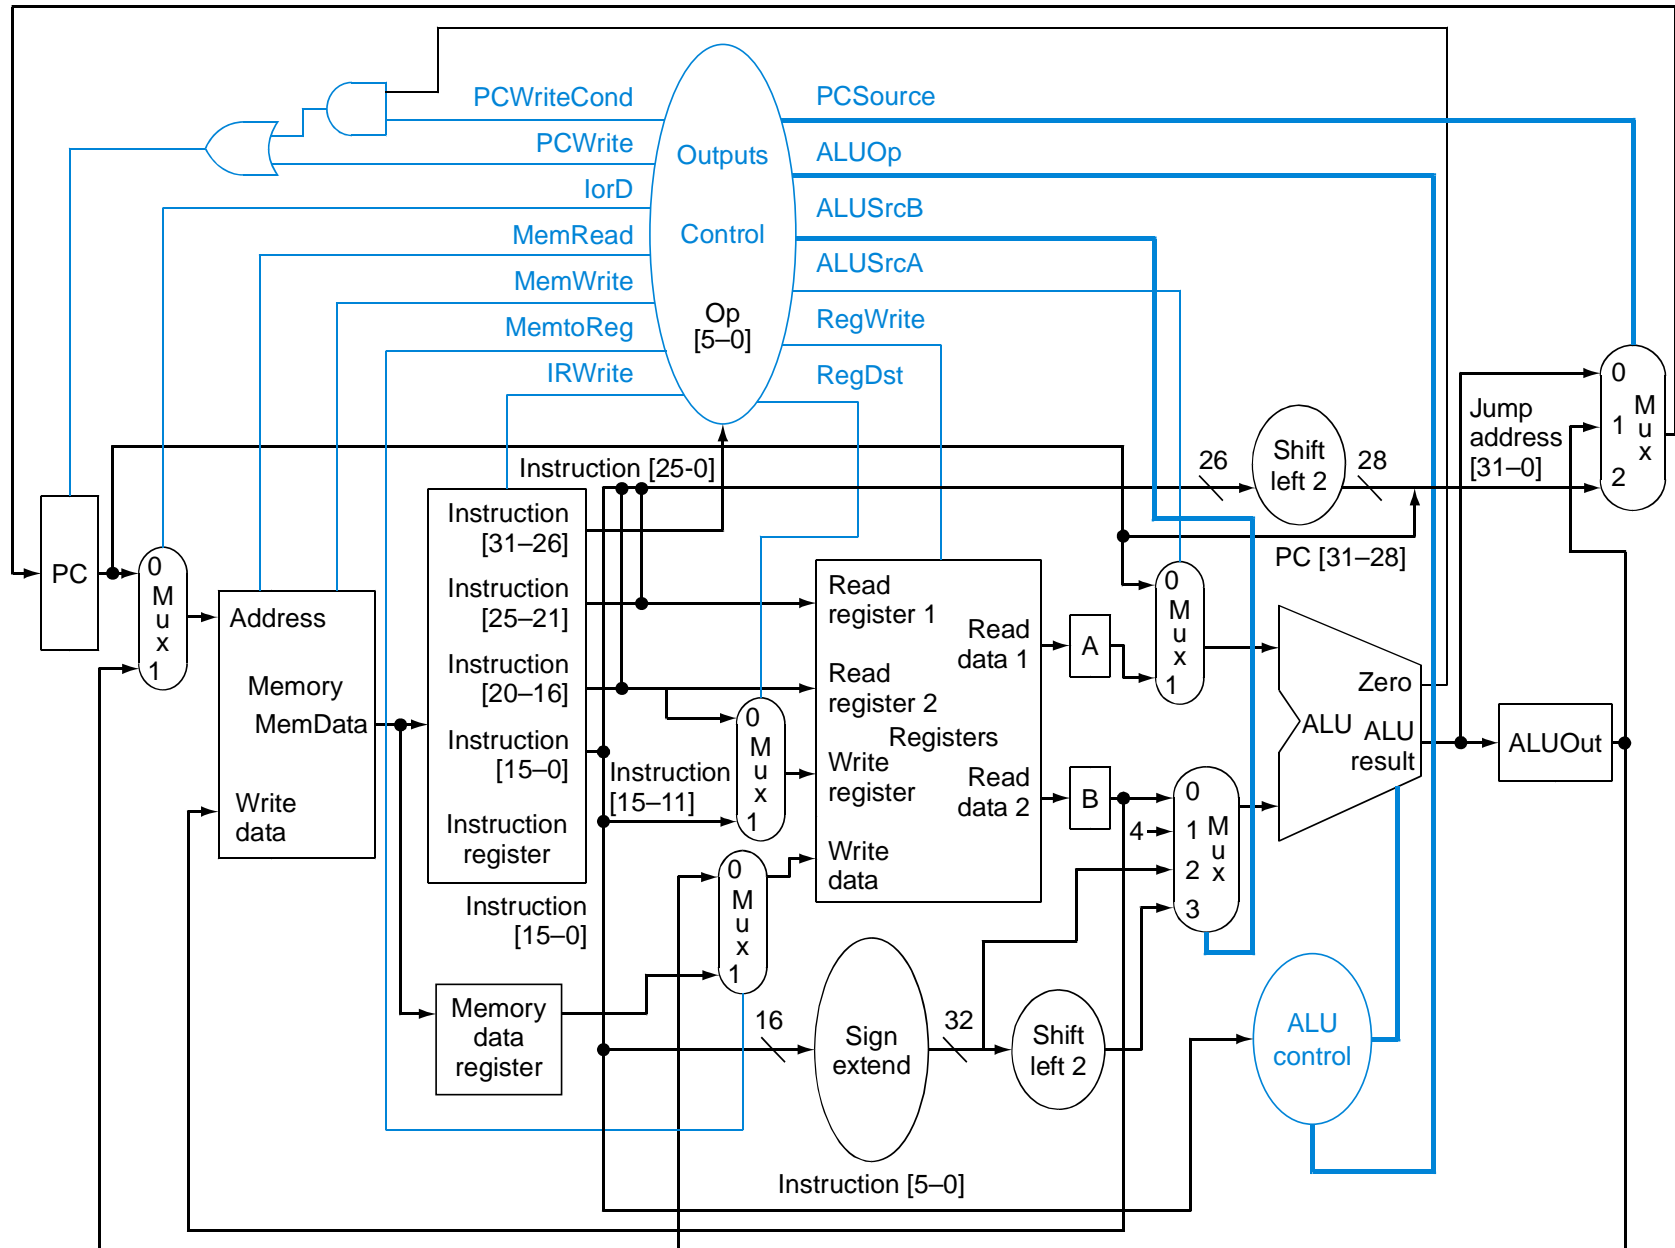 PCWriteCond
PCWrite
IorD
MemRead
MemWrite
MemtoReg
IRWrite
Outputs
Control
Op
[5–0]
PCSource
ALUOp
ALUSrcB
ALUSrcA
RegWrite
RegDst
Instruction [25-0]
26
Shift
left 2
28
Jump
address
[31–0]
0
1
2
M
u
x
PC [31–28]
PC
0
M
u
x
1
Address
Memory
MemData
Write
data
Instruction
[31–26]
Instruction
[25–21]
Instruction
[20–16]
Instruction
[15–0]
Instruction
register
Instruction
[15–0]
Instruction
[15–11]
0
M
u
x
1
0
M
u
x
1
Memory
data
register
Read
register 1
Read
register 2
Registers
Write
register
Write
data
Read
data 1
Read
data 2
A
B
0
M
u
x
1
4
0
1
2
3
M
u
x
Zero
ALU
ALU
result
ALUOut
16
Sign
extend
32
Shift
left 2
ALU
control
Instruction [5–0]